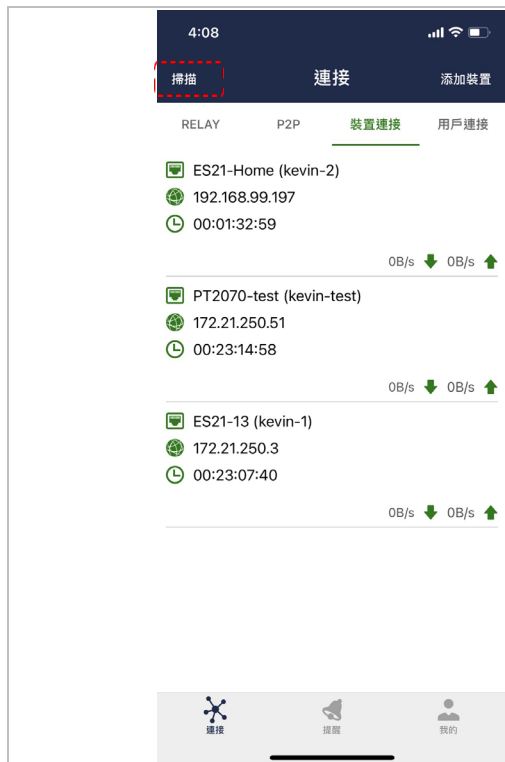 4:08
掃描 連接 添加裝置
RELAY P2P 裝置連接 用戶連接
ES21-Home (kevin-2)
192.168.99.197
00:01:32:59
0B/s 0B/s
PT2070-test (kevin-test)
172.21.250.51
00:23:14:58
0B/s 0B/s
ES21-13 (kevin-1)
172.21.250.3
00:23:07:40
0B/s 0B/s
連接 提醒 我的